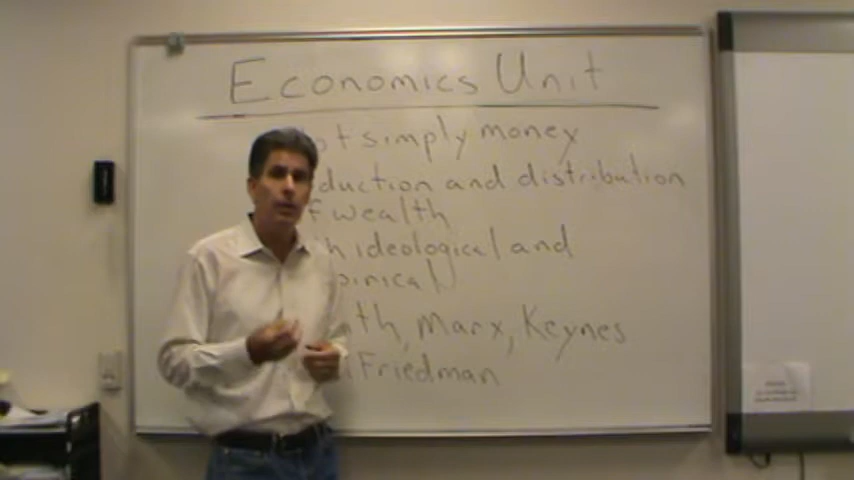 Economics Unit
ot simply money
duction and distribution
f wealth
h ideological and
pirical
th, Marx, Keynes
Friedman